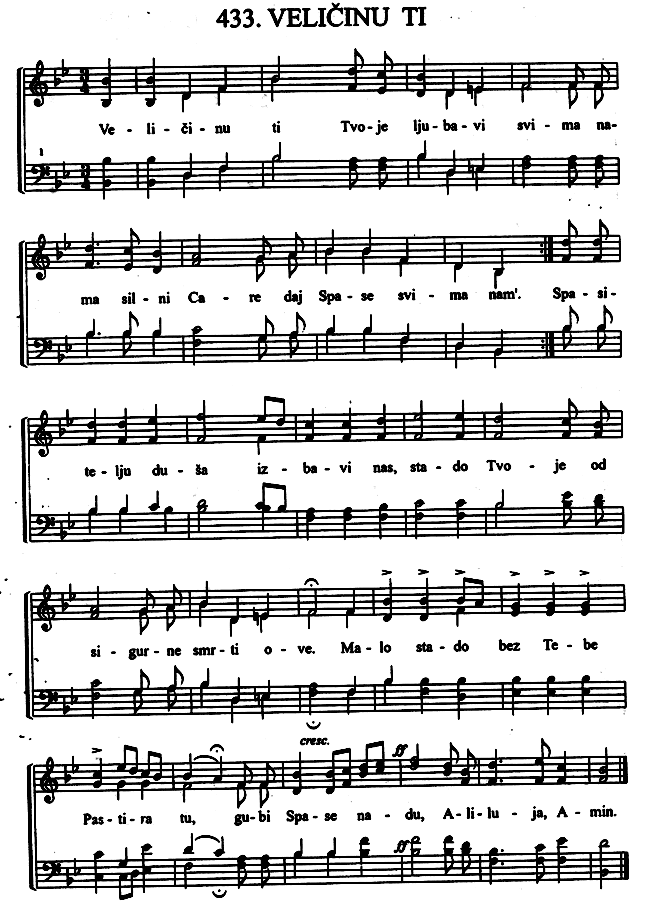 433. VELIČINU TI
Ve - li - či - nu ti Tvo - je lju - ba - vi svi - ma na-
ma sil - ni Ca - re daj Spa - se svi - ma nam'. Spa - si-
te - lju du - ša iz - ba - vi nas, sta - do Tvo - je od
si - gur - ne smr - ti o - ve. Ma - lo sta - do bez Te - be
cresc. ff
Pas - ti - ra tu, gu - bi Spa - se na - du, A - li - lu - ja, A - min.
ff